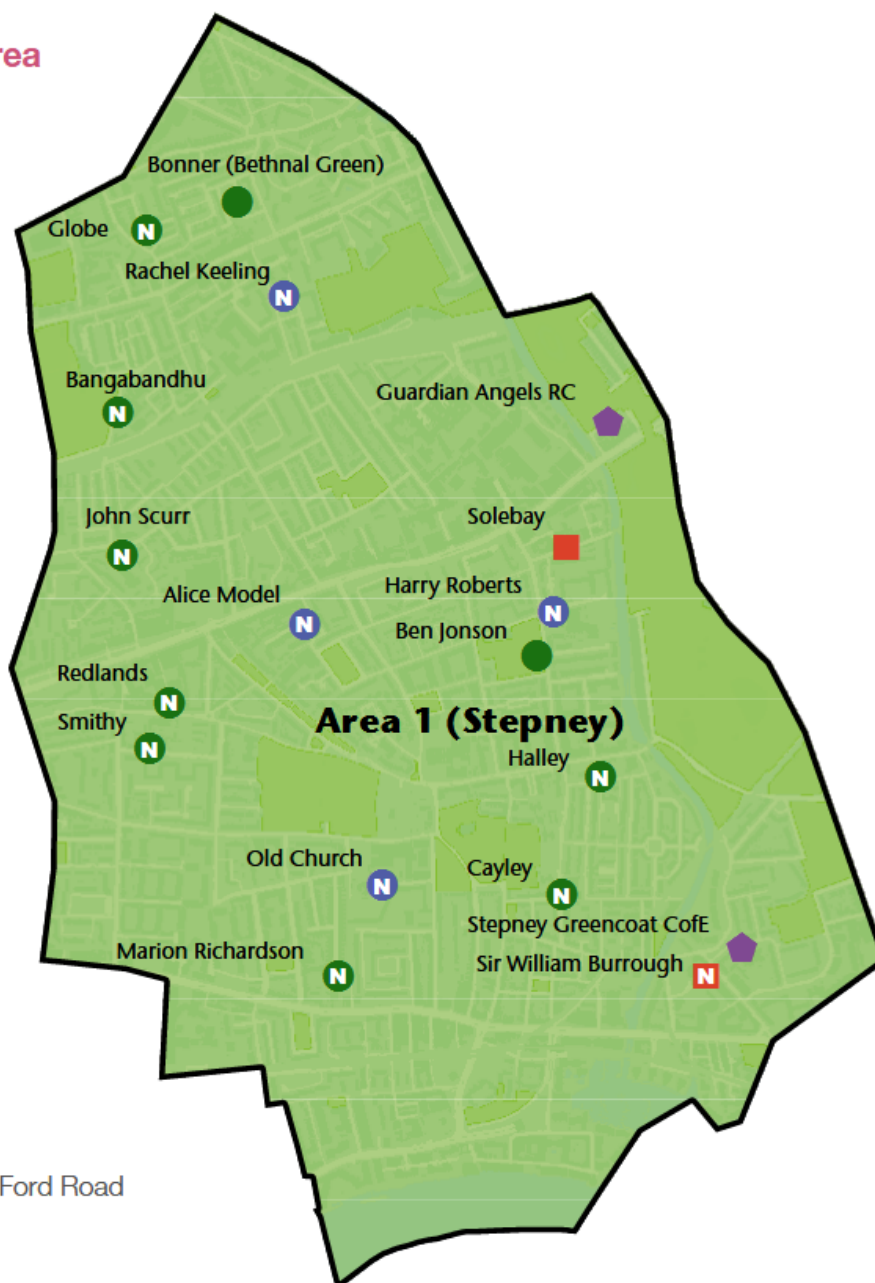 rea
Bonner (Bethnal Green)
Globe
N
Rachel Keeling
N
Bangabandhu
N
Guardian Angels RC
John Scurr
N
Solebay
Alice Model
N
Harry Roberts
N
Ben Jonson
Redlands
N
Smithy
N
Area 1 (Stepney)
Halley
N
Old Church
N
Cayley
N
Stepney Greencoat CofE
Marion Richardson
N
Sir William Burrough
N
Ford Road